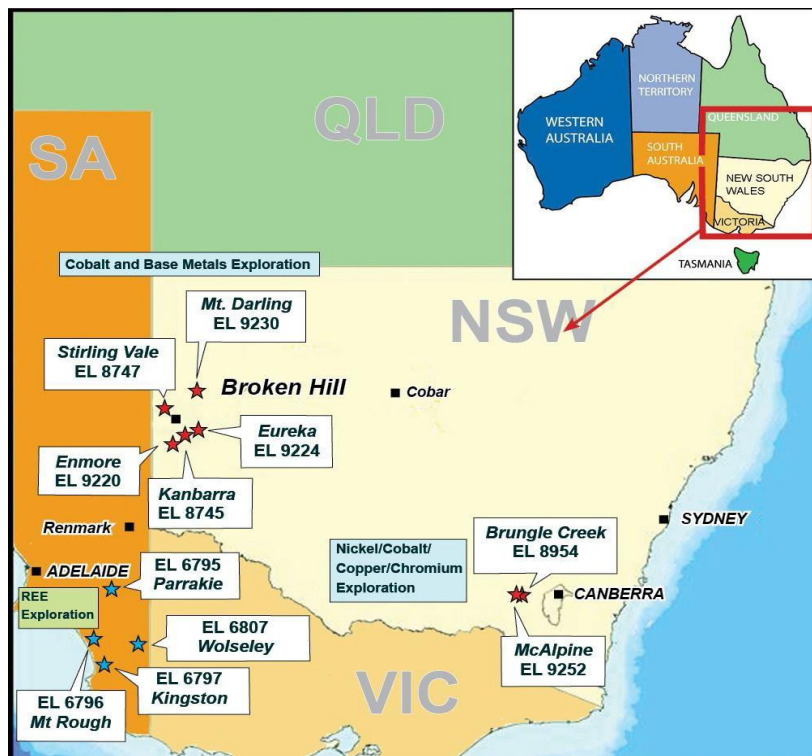 NORTHERN
TERRITORY
QUEENSLAND
WESTERN
AUSTRALIA
SOUTH
AUSTRALIA
NEW SOUTH
WALES
VICTORIA
TASMANIA
QLD
SA
Cobalt and Base Metals Exploration
NSW
Mt. Darling
EL 9230
Stirling Vale
EL 8747
Broken Hill
Cobar
Eureka
EL 9224
Enmore
EL 9220
Kanbarra
EL 8745
Renmark
SYDNEY
Nickel/Cobalt/
Copper/Chromium
Exploration
Brungle Creek
EL 8954
ADELAIDE
EL 6795
Parrakie
CANBERRA
REE
Exploration
EL 6807
Wolseley
McAlpine
EL 9252
EL 6797
Kingston
EL 6796
Mt Rough
VIC